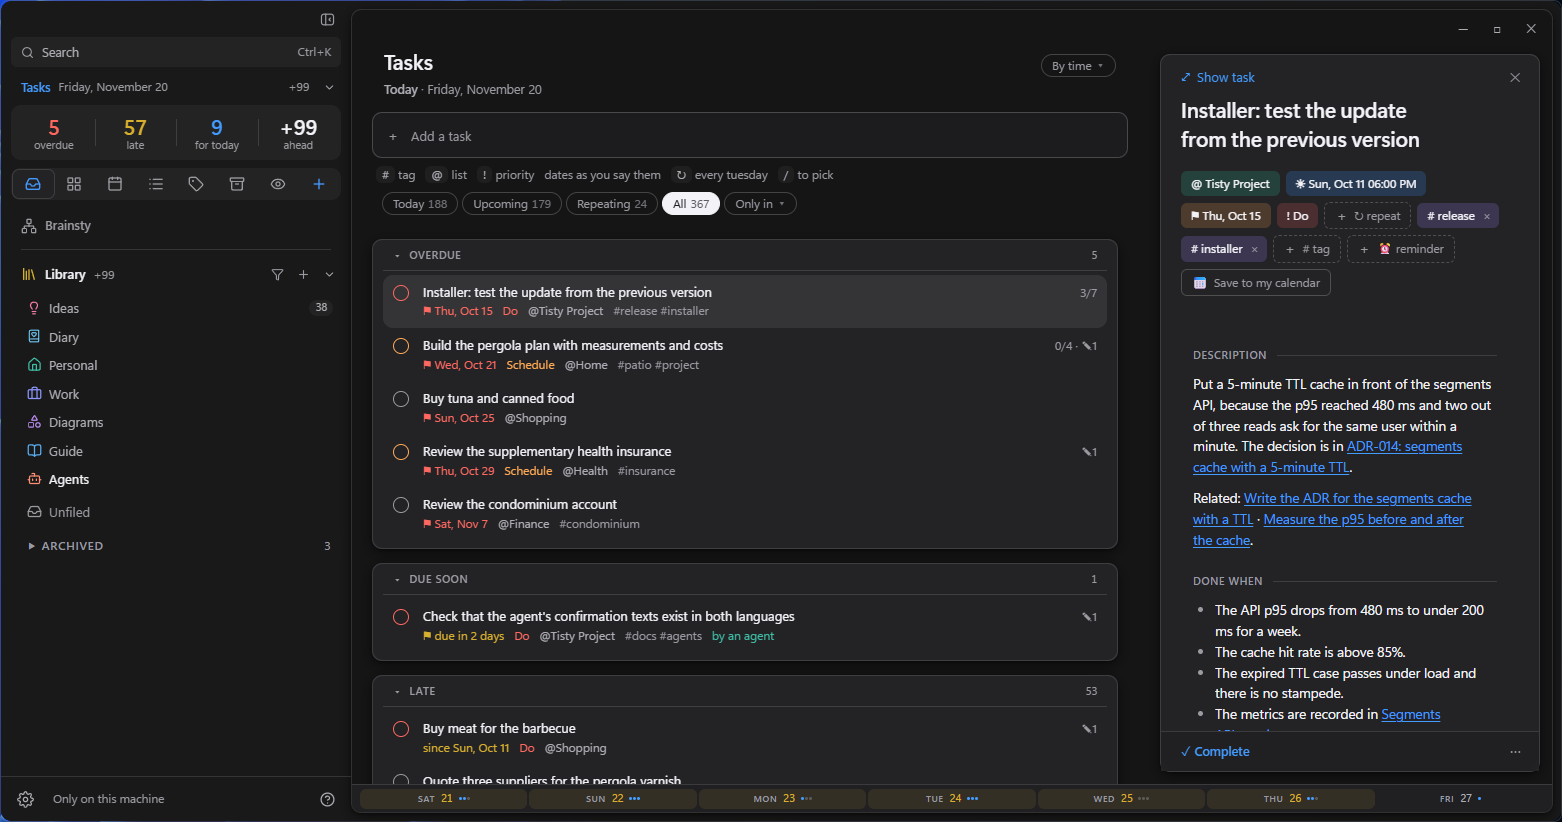 Search Ctrl+K
Tasks Friday, November 20 +99
5 57 9 +99
overdue late for today ahead
Brainsty
Library +99
Ideas 38
Diary
Personal
Work
Diagrams
Guide
Agents
Unfiled
ARCHIVED 3
Only on this machine
Tasks
By time
Today · Friday, November 20
+ Add a task
# tag @ list ! priority dates as you say them ↻ every tuesday / to pick
Today 188 Upcoming 179 Repeating 24 All 367 Only in
OVERDUE 5
Installer: test the update from the previous version 3/7
Thu, Oct 15 Do @Tisty Project #release #installer
Build the pergola plan with measurements and costs 0/4 · 1
Wed, Oct 21 Schedule @Home #patio #project
Buy tuna and canned food
Sun, Oct 25 @Shopping
Review the supplementary health insurance 1
Thu, Oct 29 Schedule @Health #insurance
Review the condominium account
Sat, Nov 7 @Finance #condominium
DUE SOON 1
Check that the agent's confirmation texts exist in both languages 1
due in 2 days Do @Tisty Project #docs #agents by an agent
LATE 53
Buy meat for the barbecue 1
since Sun, Oct 11 Do @Shopping
Quote three suppliers for the pergola varnish
SAT 21 SUN 22 MON 23 TUE 24 WED 25 THU 26 FRI 27
Show task
Installer: test the update
from the previous version
@ Tisty Project Sun, Oct 11 06:00 PM
Thu, Oct 15 ! Do + ↻ repeat # release ×
# installer × + # tag + reminder
Save to my calendar
DESCRIPTION
Put a 5-minute TTL cache in front of the segments
API, because the p95 reached 480 ms and two out
of three reads ask for the same user within a
minute. The decision is in ADR-014: segments
cache with a 5-minute TTL.
Related: Write the ADR for the segments cache
with a TTL · Measure the p95 before and after
the cache.
DONE WHEN
• The API p95 drops from 480 ms to under 200
ms for a week.
• The cache hit rate is above 85%.
• The expired TTL case passes under load and
there is no stampede.
• The metrics are recorded in Segments
✓ Complete ...